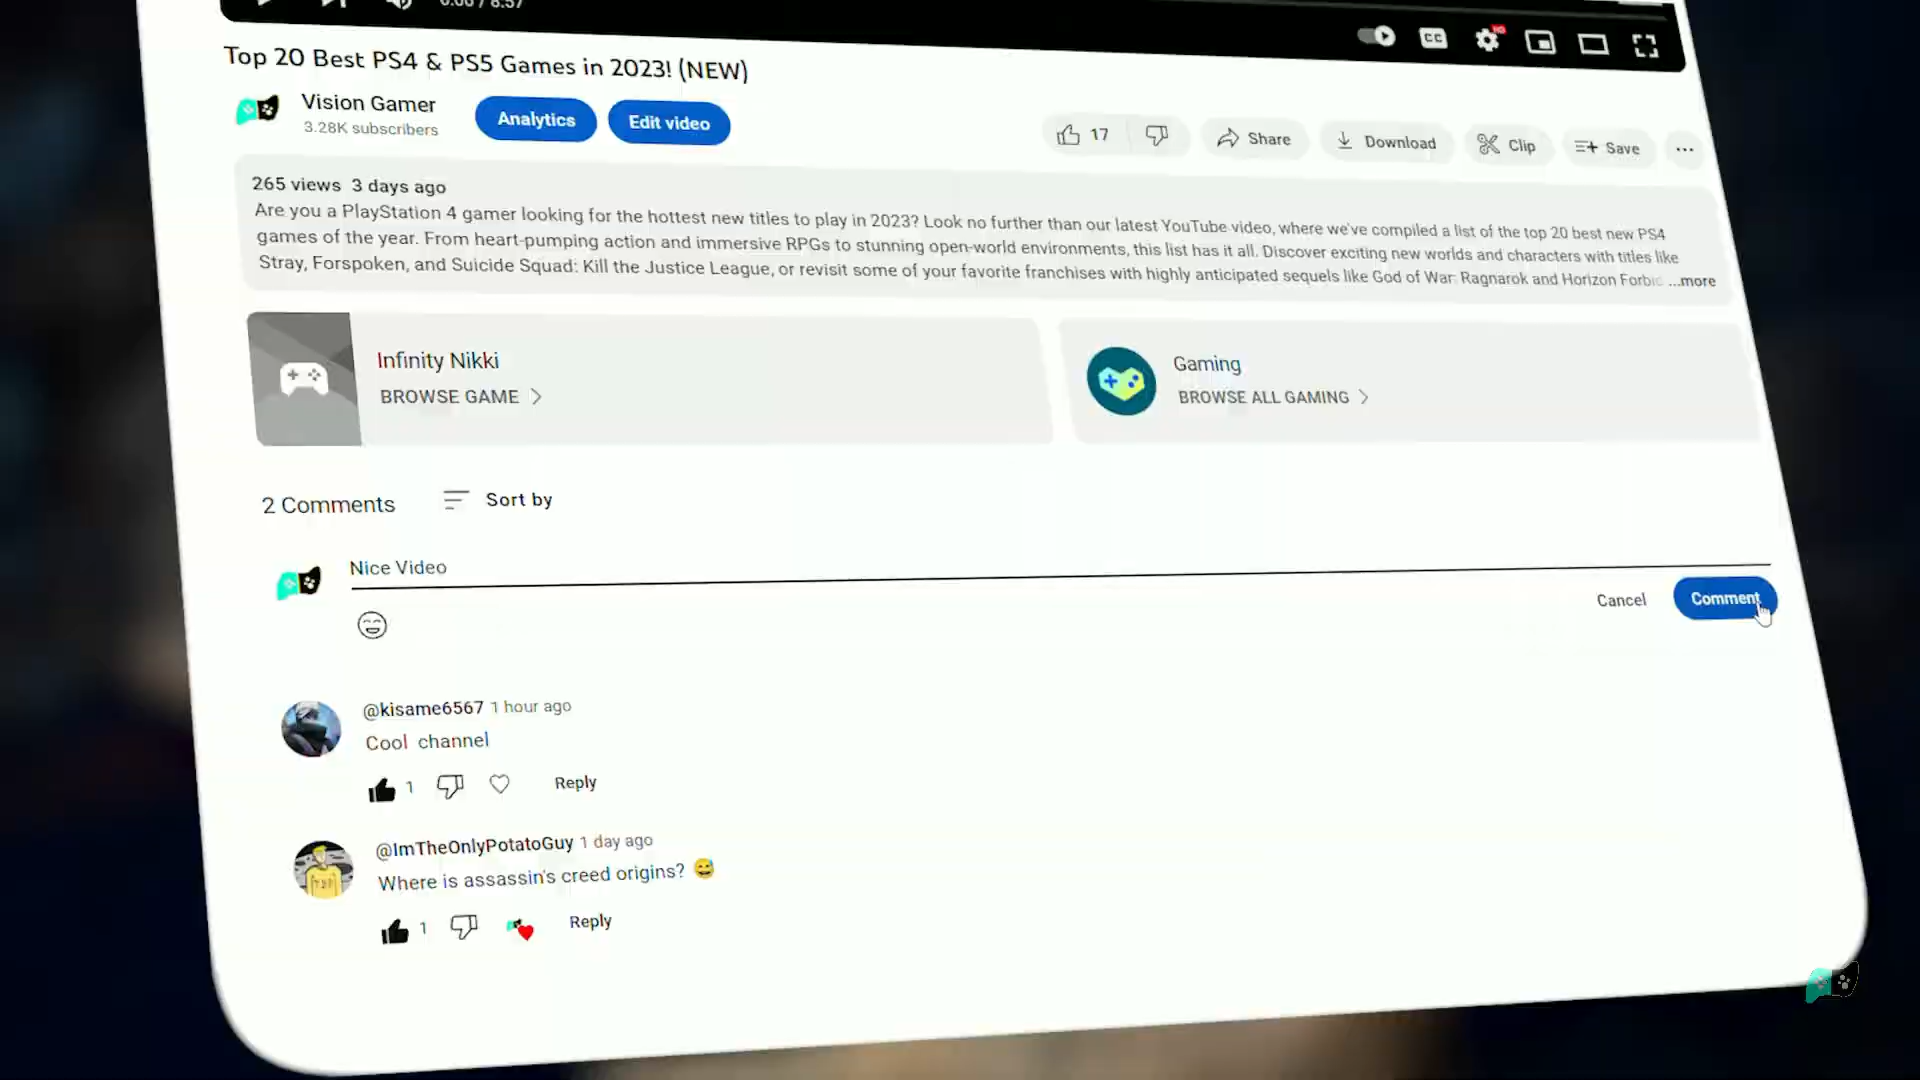 0:00 / 8:57
CC
HD
Top 20 Best PS4 & PS5 Games in 2023! (NEW)
Vision Gamer
3.28K subscribers
Analytics
Edit video
17
Share
Download
Clip
Save
265 views 3 days ago
Are you a PlayStation 4 gamer looking for the hottest new titles to play in 2023? Look no further than our latest YouTube video, where we've compiled a list of the top 20 best new PS4
games of the year. From heart-pumping action and immersive RPGs to stunning open-world environments, this list has it all. Discover exciting new worlds and characters with titles like
Stray, Forspoken, and Suicide Squad: Kill the Justice League, or revisit some of your favorite franchises with highly anticipated sequels like God of War: Ragnarok and Horizon Forbic ...more
Infinity Nikki
BROWSE GAME
Gaming
BROWSE ALL GAMING
2 Comments
Sort by
Nice Video
Cancel
Comment
@kisame6567 1 hour ago
Cool channel
1
Reply
@ImTheOnlyPotatoGuy 1 day ago
Where is assassin's creed origins? 😅
1
Reply